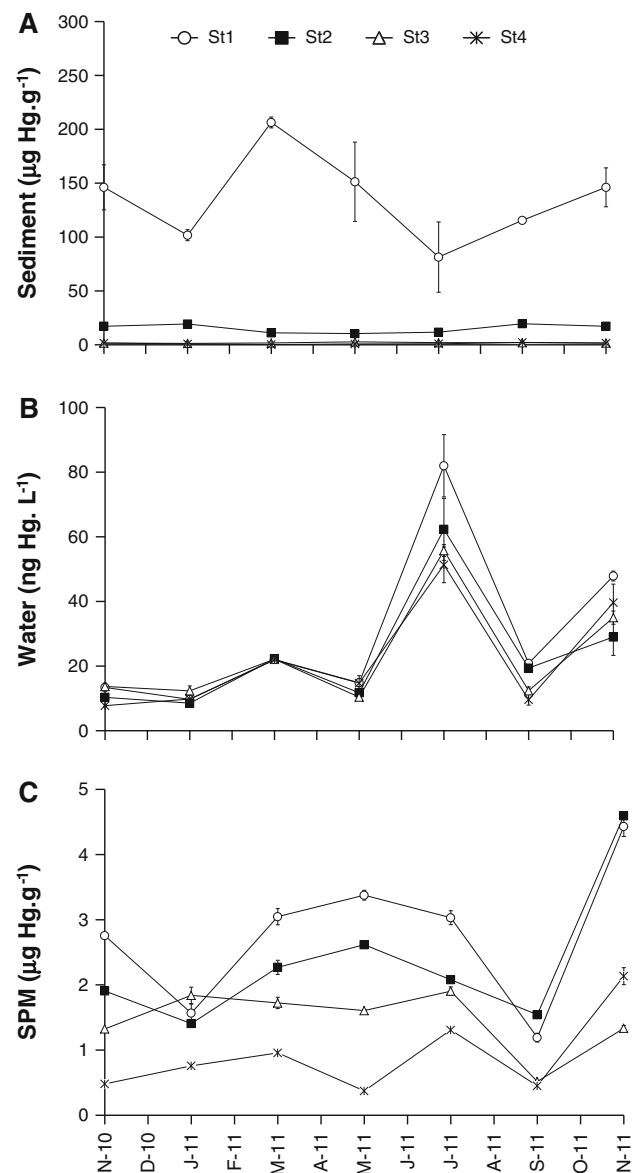 A
St1 St2 St3 St4
300
250
200
150
100
50
0
Sediment (µg Hg.g⁻¹)
B
100
80
60
40
20
0
Water (ng Hg. L⁻¹)
C
5
4
3
2
1
0
SPM (µg Hg.g⁻¹)
N-10 D-10 J-11 F-11 M-11 A-11 M-11 J-11 J-11 A-11 S-11 O-11 N-11